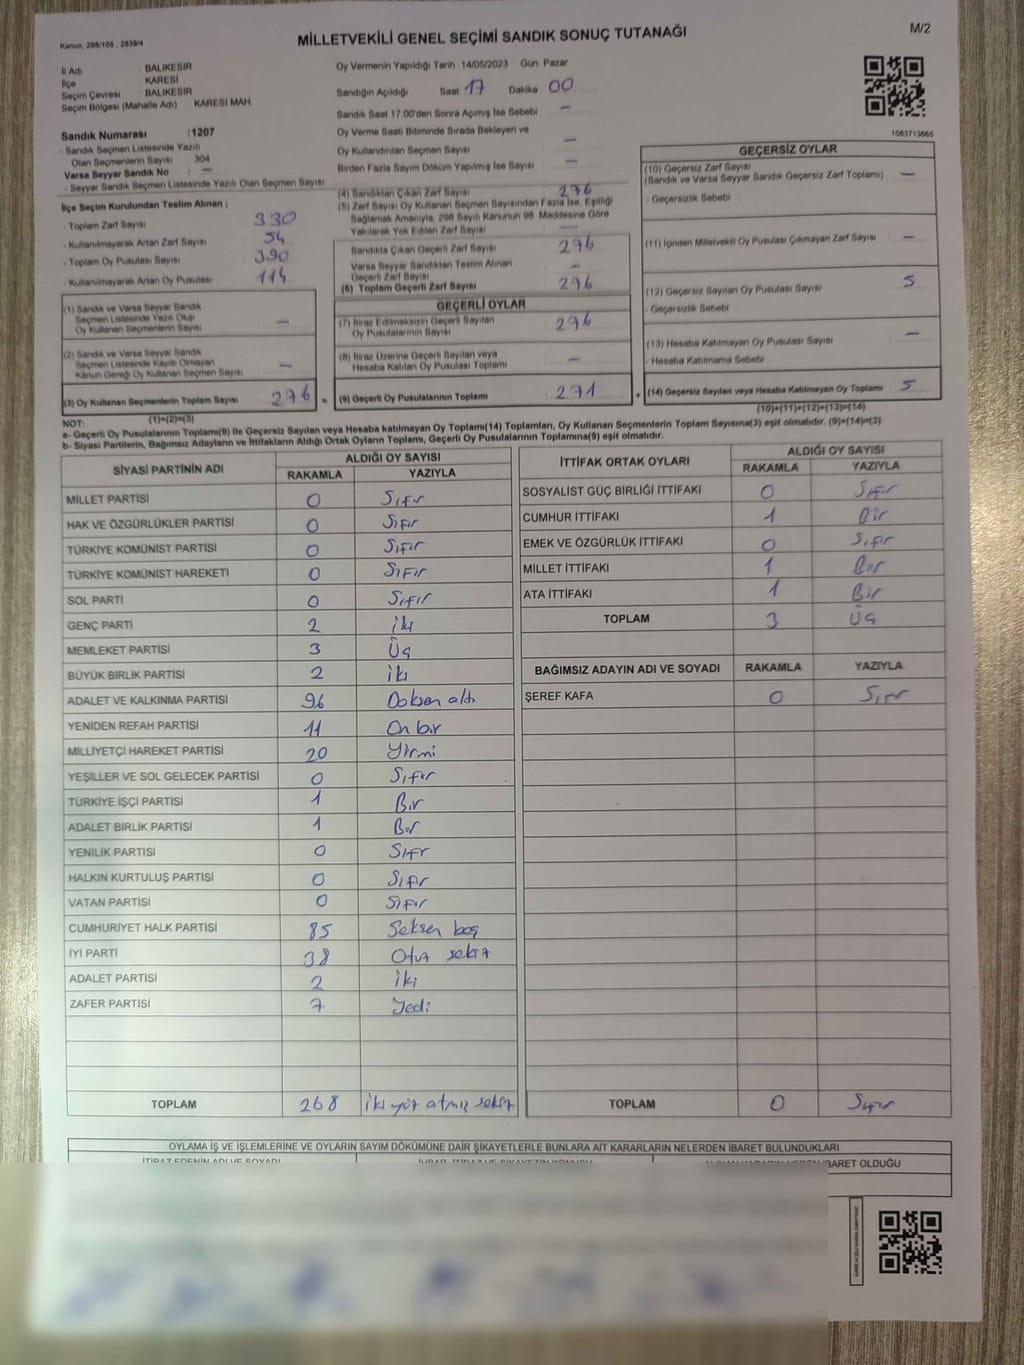 Kanun, 298/105 - 2839/4
MİLLETVEKİLİ GENEL SEÇİMİ SANDIK SONUÇ TUTANAĞI
M/2
İl Adı BALIKESİR
İlçe KARESİ
Seçim Çevresi BALIKESİR
Seçim Bölgesi (Mahalle Adı) KARESİ MAH.
Sandık Numarası :1207
- Sandık Seçmen Listesinde Yazılı
Olan Seçmenlerin Sayısı 304
Varsa Seyyar Sandık No : —
- Seyyar Sandık Seçmen Listesinde Yazılı Olan Seçmen Sayısı
Oy Vermenin Yapıldığı Tarih :14/05/2023 Gün: Pazar
Sandığın Açıldığı Saat 17 Dakika 00
Sandık Saat 17.00'den Sonra Açılmış İse Sebebi —
Oy Verme Saati Bitiminde Sırada Bekleyen ve
Oy Kullandırılan Seçmen Sayısı —
Birden Fazla Sayım Döküm Yapılmış İse Sayısı —
1063713665
İlçe Seçim Kurulundan Teslim Alınan ;
- Toplam Zarf Sayısı 330
- Kullanılmayarak Artan Zarf Sayısı 54
- Toplam Oy Pusulası Sayısı 390
- Kullanılmayarak Artan Oy Pusulası 114
(1) Sandık ve Varsa Seyyar Sandık
Seçmen Listesinde Yazılı Olup
Oy Kullanan Seçmenlerin Sayısı —
(2) Sandık ve Varsa Seyyar Sandık
Seçmen Listesinde Kayıtlı Olmayan
Kanun Gereği Oy Kullanan Seçmen Sayısı —
(3) Oy Kullanan Seçmenlerin Toplam Sayısı 276 =
(4) Sandıktan Çıkan Zarf Sayısı 276
(5) Zarf Sayısı Oy Kullanan Seçmen Sayısından Fazla İse, Eşitliği
Sağlamak Amacıyla, 298 Sayılı Kanunun 98. Maddesine Göre
Yakılarak Yok Edilen Zarf Sayısı —
Sandıkta Çıkan Geçerli Zarf Sayısı 276
Varsa Seyyar Sandıktan Teslim Alınan
Geçerli Zarf Sayısı —
(6) Toplam Geçerli Zarf Sayısı 276
GEÇERLİ OYLAR
(7) İtiraz Edilmeksizin Geçerli Sayılan
Oy Pusulalarının Sayısı 276
(8) İtiraz Üzerine Geçerli Sayılan veya
Hesaba Katılan Oy Pusulası Toplamı —
(9) Geçerli Oy Pusulalarının Toplamı 271 +
GEÇERSİZ OYLAR
(10) Geçersiz Zarf Sayısı
(Sandık ve Varsa Seyyar Sandık Geçersiz Zarf Toplamı) —
- Geçersizlik Sebebi
(11) İçinden Milletvekili Oy Pusulası Çıkmayan Zarf Sayısı —
(12) Geçersiz Sayılan Oy Pusulası Sayısı 5
- Geçersizlik Sebebi
(13) Hesaba Katılmayan Oy Pusulası Sayısı —
- Hesaba Katılmama Sebebi
(14) Geçersiz Sayılan veya Hesaba Katılmayan Oy Toplamı 5
NOT: (1)+(2)=(3)
(10)+(11)+(12)+(13)=(14)
a- Geçerli Oy Pusulalarının Toplamı(9) ile Geçersiz Sayılan veya Hesaba katılmayan Oy Toplamı(14) Toplamları, Oy Kullanan Seçmenlerin Toplam Sayısına(3) eşit olmalıdır. (9)+(14)=(3)
b- Siyasi Partilerin, Bağımsız Adayların ve İttifakların Aldığı Ortak Oyların Toplamı, Geçerli Oy Pusulalarının Toplamına(9) eşit olmalıdır.
SİYASİ PARTİNİN ADI ALDIĞI OY SAYISI
RAKAMLA YAZIYLA
MİLLET PARTİSİ 0 Sıfır
HAK VE ÖZGÜRLÜKLER PARTİSİ 0 Sıfır
TÜRKİYE KOMÜNİST PARTİSİ 0 Sıfır
TÜRKİYE KOMÜNİST HAREKETİ 0 Sıfır
SOL PARTİ 0 Sıfır
GENÇ PARTİ 2 iki
MEMLEKET PARTİSİ 3 Üç
BÜYÜK BİRLİK PARTİSİ 2 iki
ADALET VE KALKINMA PARTİSİ 96 Doksan altı
YENİDEN REFAH PARTİSİ 11 On bir
MİLLİYETÇİ HAREKET PARTİSİ 20 Yirmi
YEŞİLLER VE SOL GELECEK PARTİSİ 0 Sıfır
TÜRKİYE İŞÇİ PARTİSİ 1 Bir
ADALET BİRLİK PARTİSİ 1 Bir
YENİLİK PARTİSİ 0 Sıfır
HALKIN KURTULUŞ PARTİSİ 0 Sıfır
VATAN PARTİSİ 0 Sıfır
CUMHURİYET HALK PARTİSİ 85 Seksen beş
İYİ PARTİ 38 Otuz sekiz
ADALET PARTİSİ 2 iki
ZAFER PARTİSİ 7 Yedi
TOPLAM 268 iki yüz atmış sekiz
İTTİFAK ORTAK OYLARI ALDIĞI OY SAYISI
RAKAMLA YAZIYLA
SOSYALİST GÜÇ BİRLİĞİ İTTİFAKI 0 Sıfır
CUMHUR İTTİFAKI 1 Bir
EMEK VE ÖZGÜRLÜK İTTİFAKI 0 Sıfır
MİLLET İTTİFAKI 1 Bir
ATA İTTİFAKI 1 Bir
TOPLAM 3 Üç
BAĞIMSIZ ADAYIN ADI VE SOYADI RAKAMLA YAZIYLA
ŞEREF KAFA 0 Sıfır
TOPLAM 0 Sıfır
OYLAMA İŞ VE İŞLEMLERİNE VE OYLARIN SAYIM DÖKÜMÜNE DAİR ŞİKAYETLERLE BUNLARA AİT KARARLARIN NELERDEN İBARET BULUNDUKLARI
İTİRAZ EDENİN ADI VE SOYADI
İBARET OLDUĞU